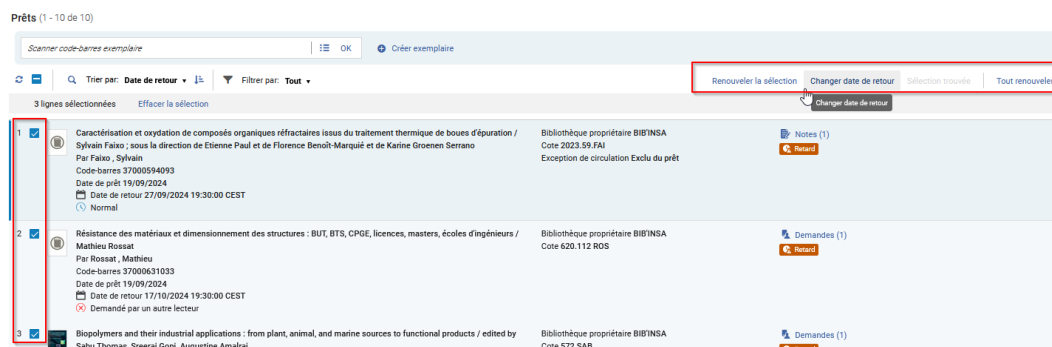 Prêts (1 - 10 de 10)
Scanner code-barres exemplaire OK Créer exemplaire
Trier par: Date de retour Filtrer par: Tout Renouveler la sélection Changer date de retour Sélection trouvée Tout renouveler
3 lignes sélectionnées Effacer la sélection Changer date de retour
1 Caractérisation et oxydation de composés organiques réfractaires issus du traitement thermique de boues d'épuration / Bibliothèque propriétaire BIB'INSA Notes (1)
Sylvain Faixo ; sous la direction de Etienne Paul et de Florence Benoît-Marquié et de Karine Groenen Serrano Cote 2023.59.FAI Retard
Par Faixo , Sylvain Exception de circulation Exclu du prêt
Code-barres 37000594093
Date de prêt 19/09/2024
Date de retour 27/09/2024 19:30:00 CEST
Normal
2 Résistance des matériaux et dimensionnement des structures : BUT, BTS, CPGE, licences, masters, écoles d'ingénieurs / Bibliothèque propriétaire BIB'INSA Demandes (1)
Mathieu Rossat Cote 620.112 ROS Retard
Par Rossat , Mathieu
Code-barres 37000631033
Date de prêt 19/09/2024
Date de retour 17/10/2024 19:30:00 CEST
Demandé par un autre lecteur
3 Biopolymers and their industrial applications : from plant, animal, and marine sources to functional products / edited by Bibliothèque propriétaire BIB'INSA Demandes (1)
Sabu Thomas, Sreeraj Gopi, Augustine Amalraj Cote 572 SAB